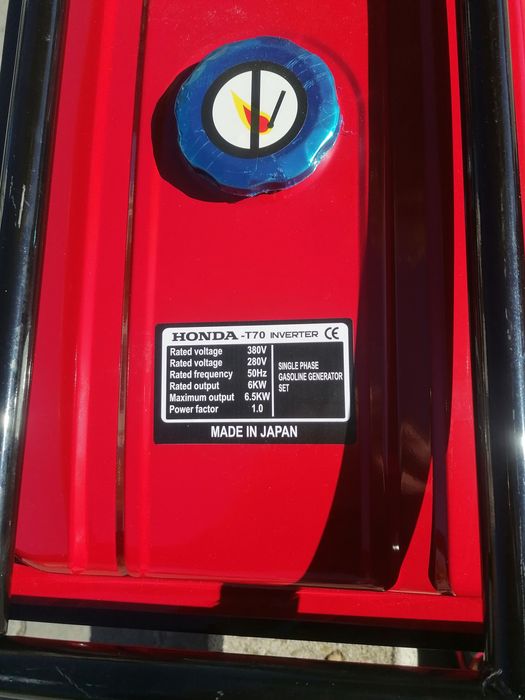 HONDA -T70 INVERTER CE
Rated voltage 380V
Rated voltage 280V
Rated frequency 50Hz
Rated output 6KW
Maximum output 6.5KW
Power factor 1.0
SINGLE PHASE
GASOLINE GENERATOR
SET
MADE IN JAPAN